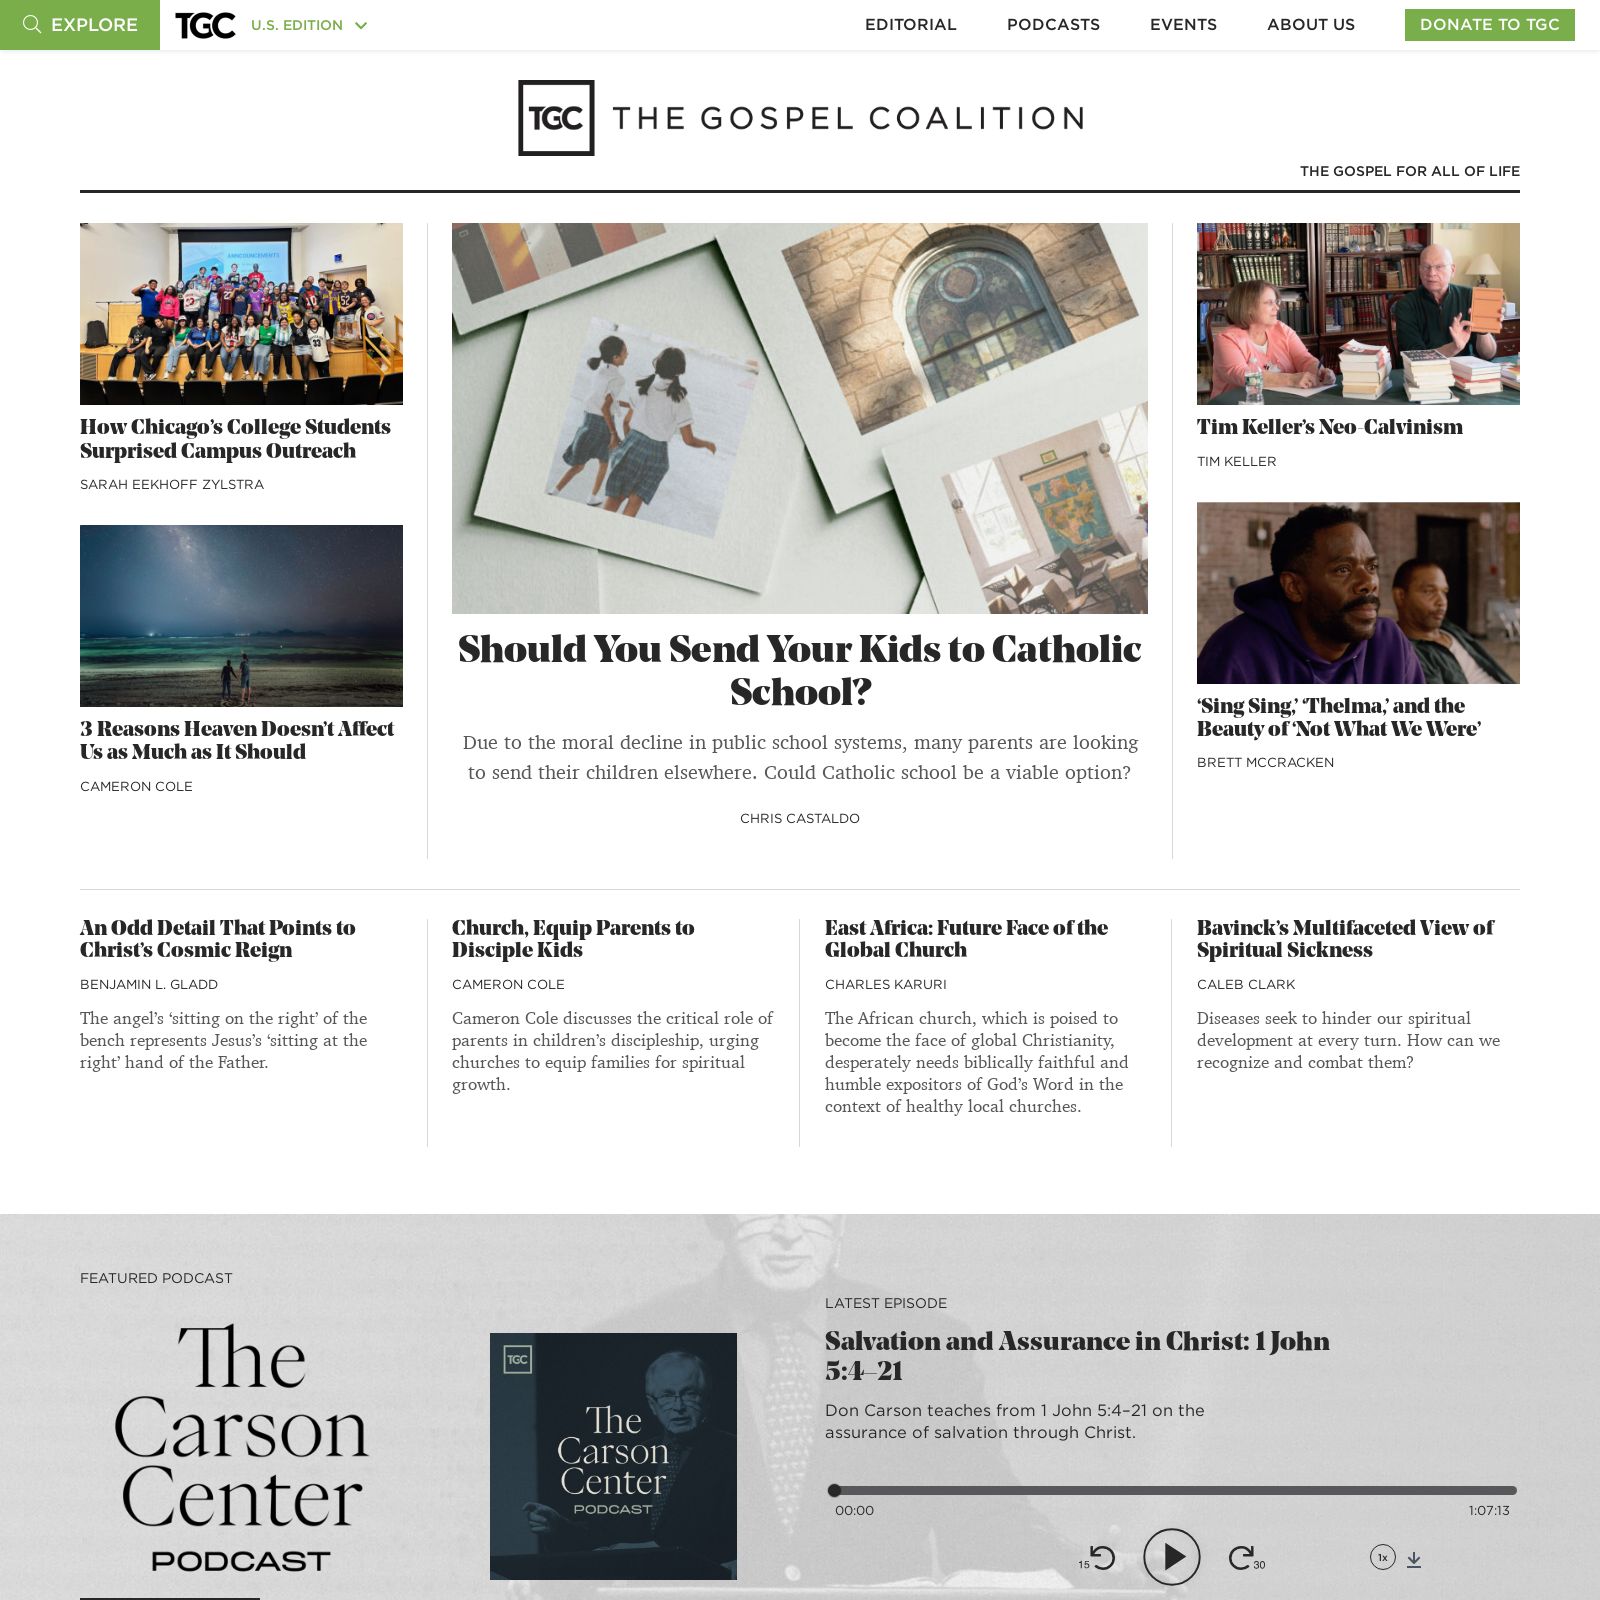 EXPLORE
TGC
U.S. EDITION
EDITORIAL
PODCASTS
EVENTS
ABOUT US
DONATE TO TGC
TGC THE GOSPEL COALITION
THE GOSPEL FOR ALL OF LIFE
ANNOUNCEMENTS
How Chicago’s College Students
Surprised Campus Outreach
SARAH EEKHOFF ZYLSTRA
3 Reasons Heaven Doesn’t Affect
Us as Much as It Should
CAMERON COLE
Should You Send Your Kids to Catholic
School?
Due to the moral decline in public school systems, many parents are looking
to send their children elsewhere. Could Catholic school be a viable option?
CHRIS CASTALDO
Tim Keller’s Neo-Calvinism
TIM KELLER
‘Sing Sing,’ ‘Thelma,’ and the
Beauty of ‘Not What We Were’
BRETT MCCRACKEN
An Odd Detail That Points to
Christ’s Cosmic Reign
BENJAMIN L. GLADD
The angel’s ‘sitting on the right’ of the
bench represents Jesus’s ‘sitting at the
right’ hand of the Father.
Church, Equip Parents to
Disciple Kids
CAMERON COLE
Cameron Cole discusses the critical role of
parents in children’s discipleship, urging
churches to equip families for spiritual
growth.
East Africa: Future Face of the
Global Church
CHARLES KARURI
The African church, which is poised to
become the face of global Christianity,
desperately needs biblically faithful and
humble expositors of God’s Word in the
context of healthy local churches.
Bavinck’s Multifaceted View of
Spiritual Sickness
CALEB CLARK
Diseases seek to hinder our spiritual
development at every turn. How can we
recognize and combat them?
FEATURED PODCAST
The
Carson
Center
PODCAST
TGC
The
Carson
Center
PODCAST
LATEST EPISODE
Salvation and Assurance in Christ: 1 John
5:4–21
Don Carson teaches from 1 John 5:4–21 on the
assurance of salvation through Christ.
00:00
1:07:13
15
30
1x